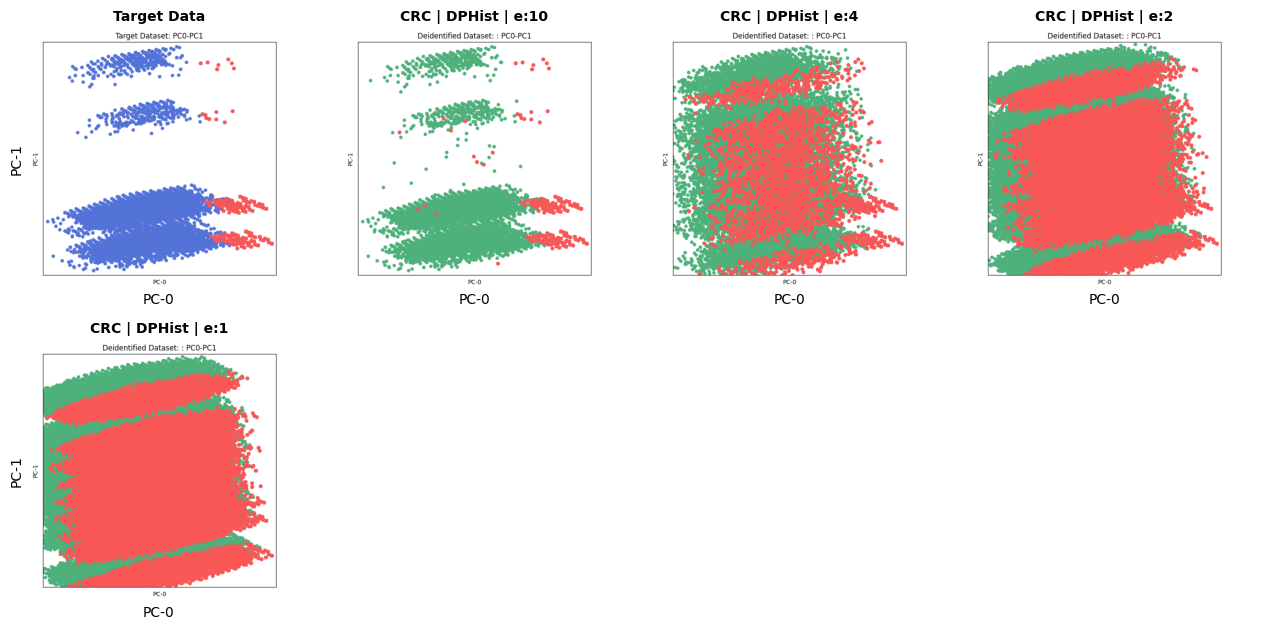 Target Data
Target Dataset: PC0-PC1
PC-1
PC-1
PC-0
PC-0
CRC | DPHist | e:10
Deidentified Dataset: : PC0-PC1
PC-1
PC-0
PC-0
CRC | DPHist | e:4
Deidentified Dataset: : PC0-PC1
PC-1
PC-0
PC-0
CRC | DPHist | e:2
Deidentified Dataset: : PC0-PC1
PC-1
PC-0
PC-0
CRC | DPHist | e:1
Deidentified Dataset: : PC0-PC1
PC-1
PC-1
PC-0
PC-0